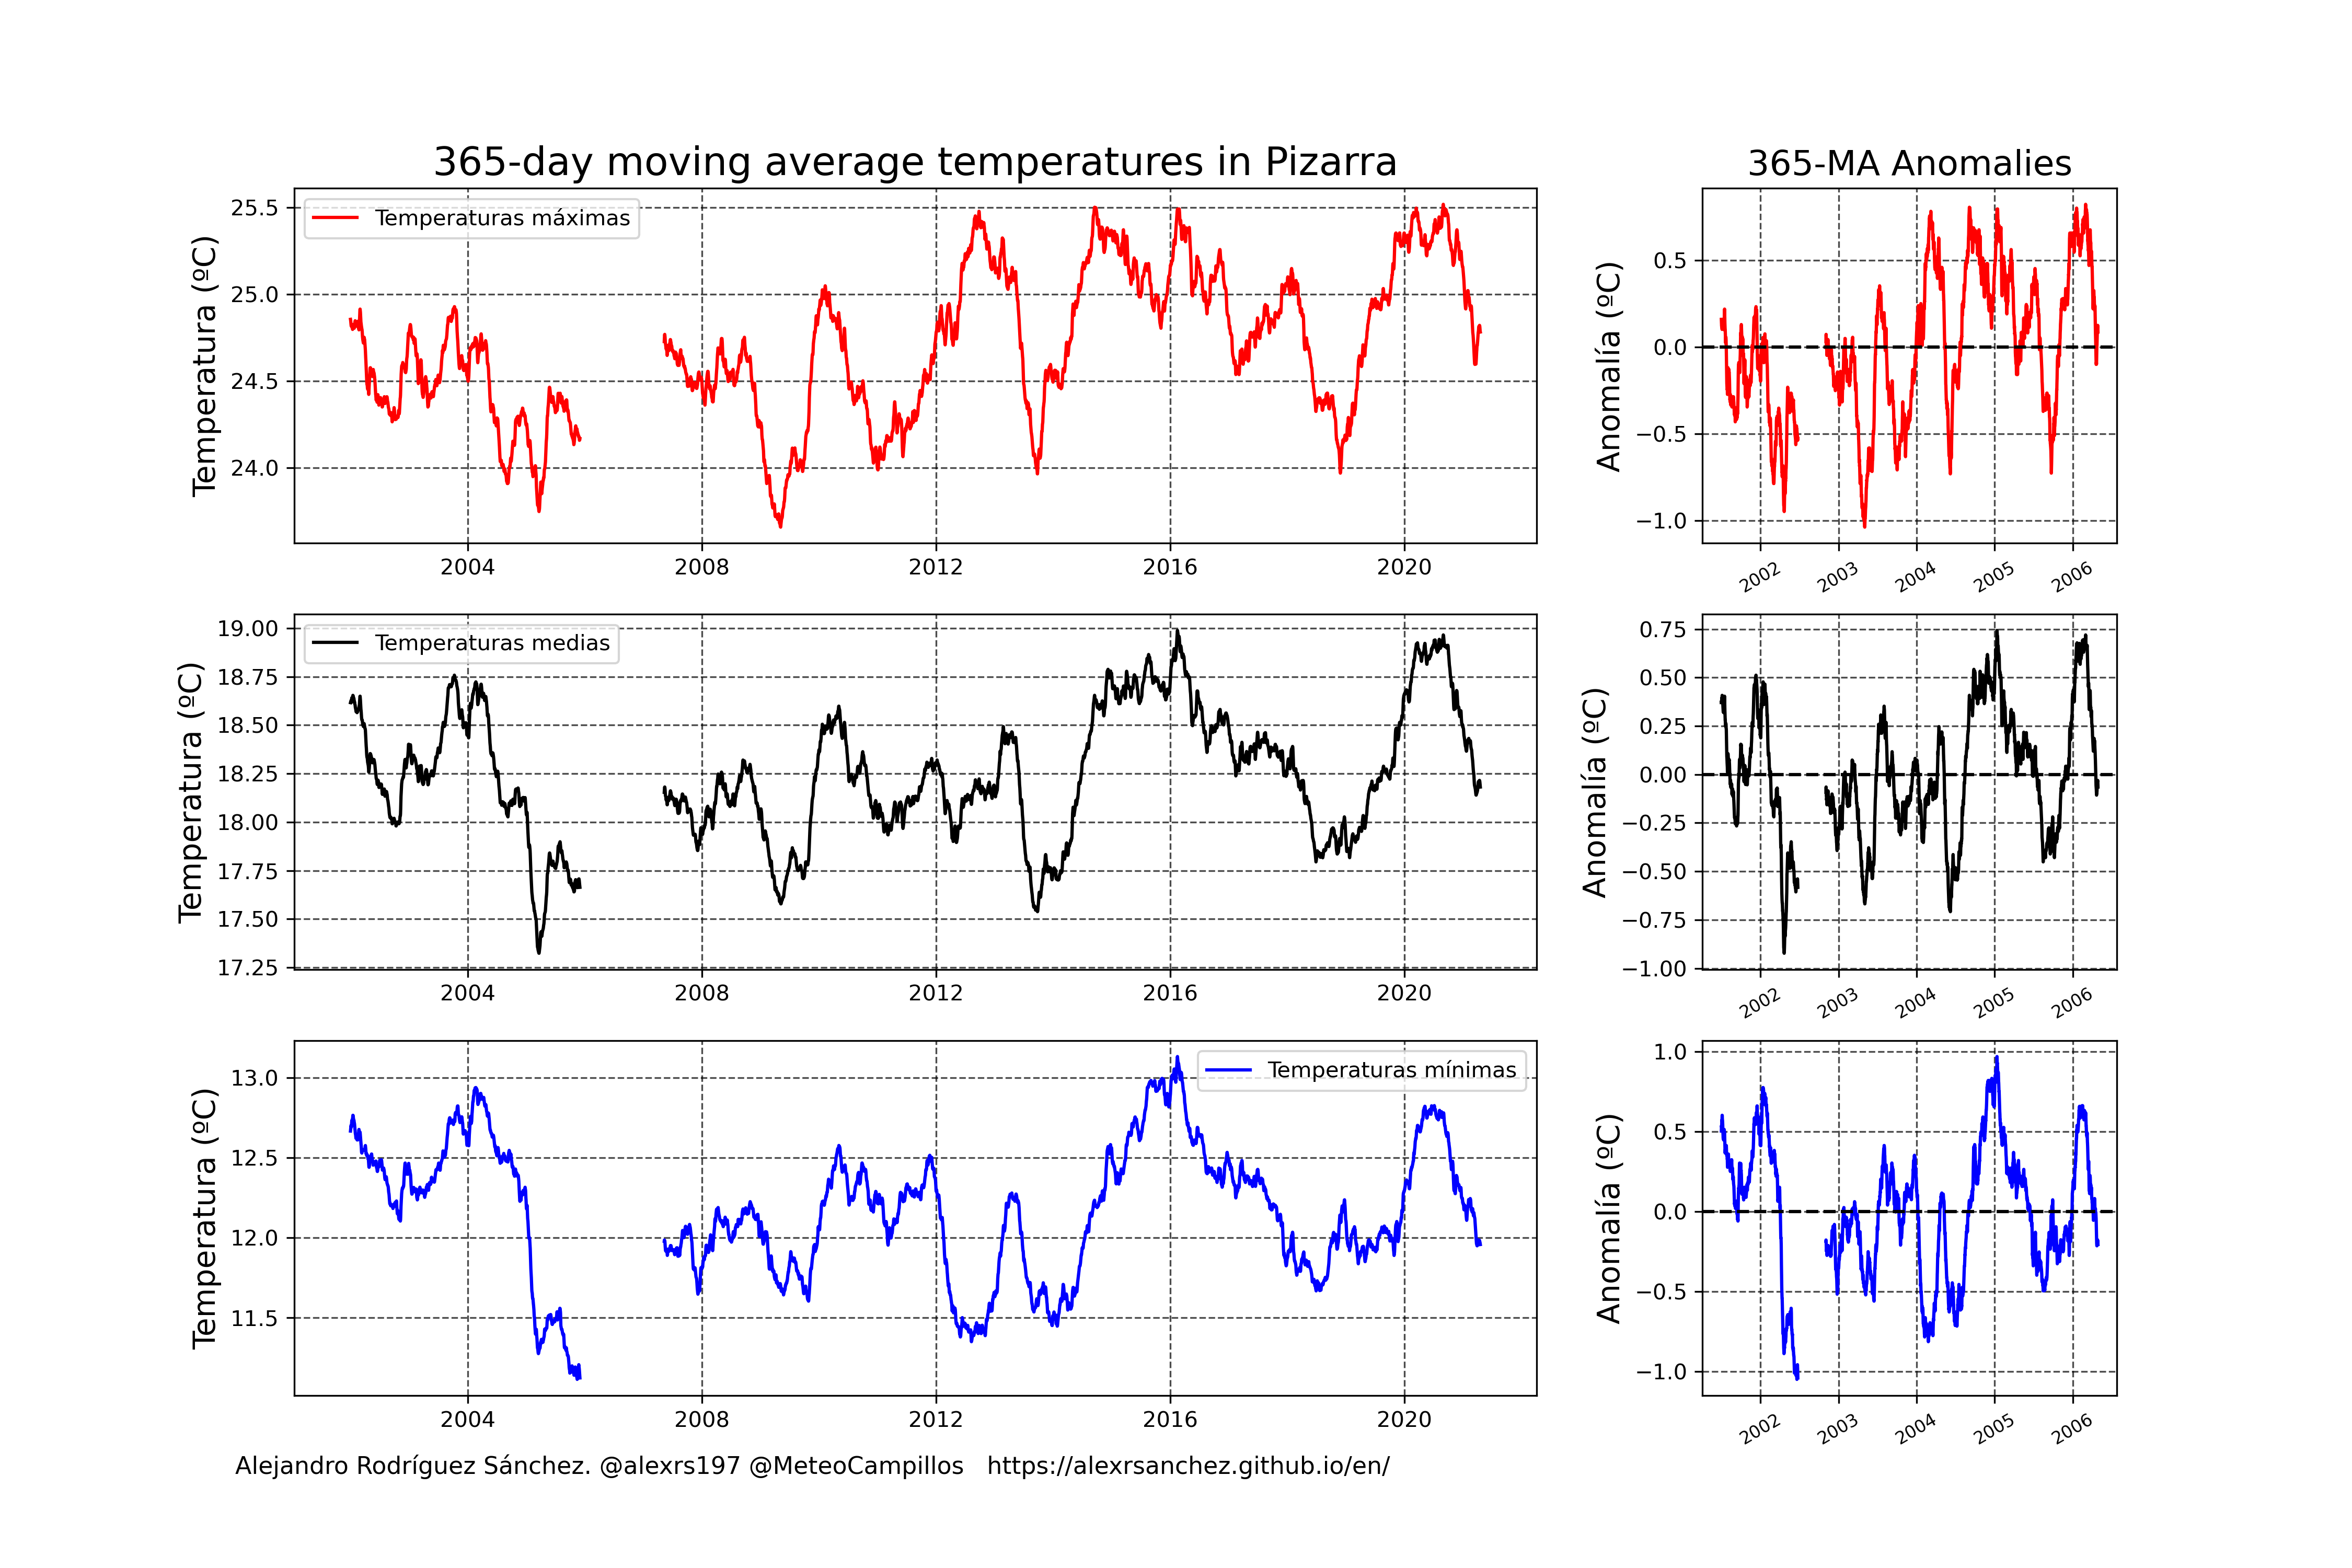 365-day moving average temperatures in Pizarra
365-MA Anomalies
Temperatura (ºC)
25.5
25.0
24.5
24.0
Temperaturas máximas
2004 2008 2012 2016 2020
Anomalía (ºC)
0.5
0.0
−0.5
−1.0
2002 2003 2004 2005 2006
Temperatura (ºC)
19.00
18.75
18.50
18.25
18.00
17.75
17.50
17.25
Temperaturas medias
2004 2008 2012 2016 2020
Anomalía (ºC)
0.75
0.50
0.25
0.00
−0.25
−0.50
−0.75
−1.00
2002 2003 2004 2005 2006
Temperatura (ºC)
13.0
12.5
12.0
11.5
Temperaturas mínimas
2004 2008 2012 2016 2020
Anomalía (ºC)
1.0
0.5
0.0
−0.5
−1.0
2002 2003 2004 2005 2006
Alejandro Rodríguez Sánchez. @alexrs197 @MeteoCampillos https://alexrsanchez.github.io/en/